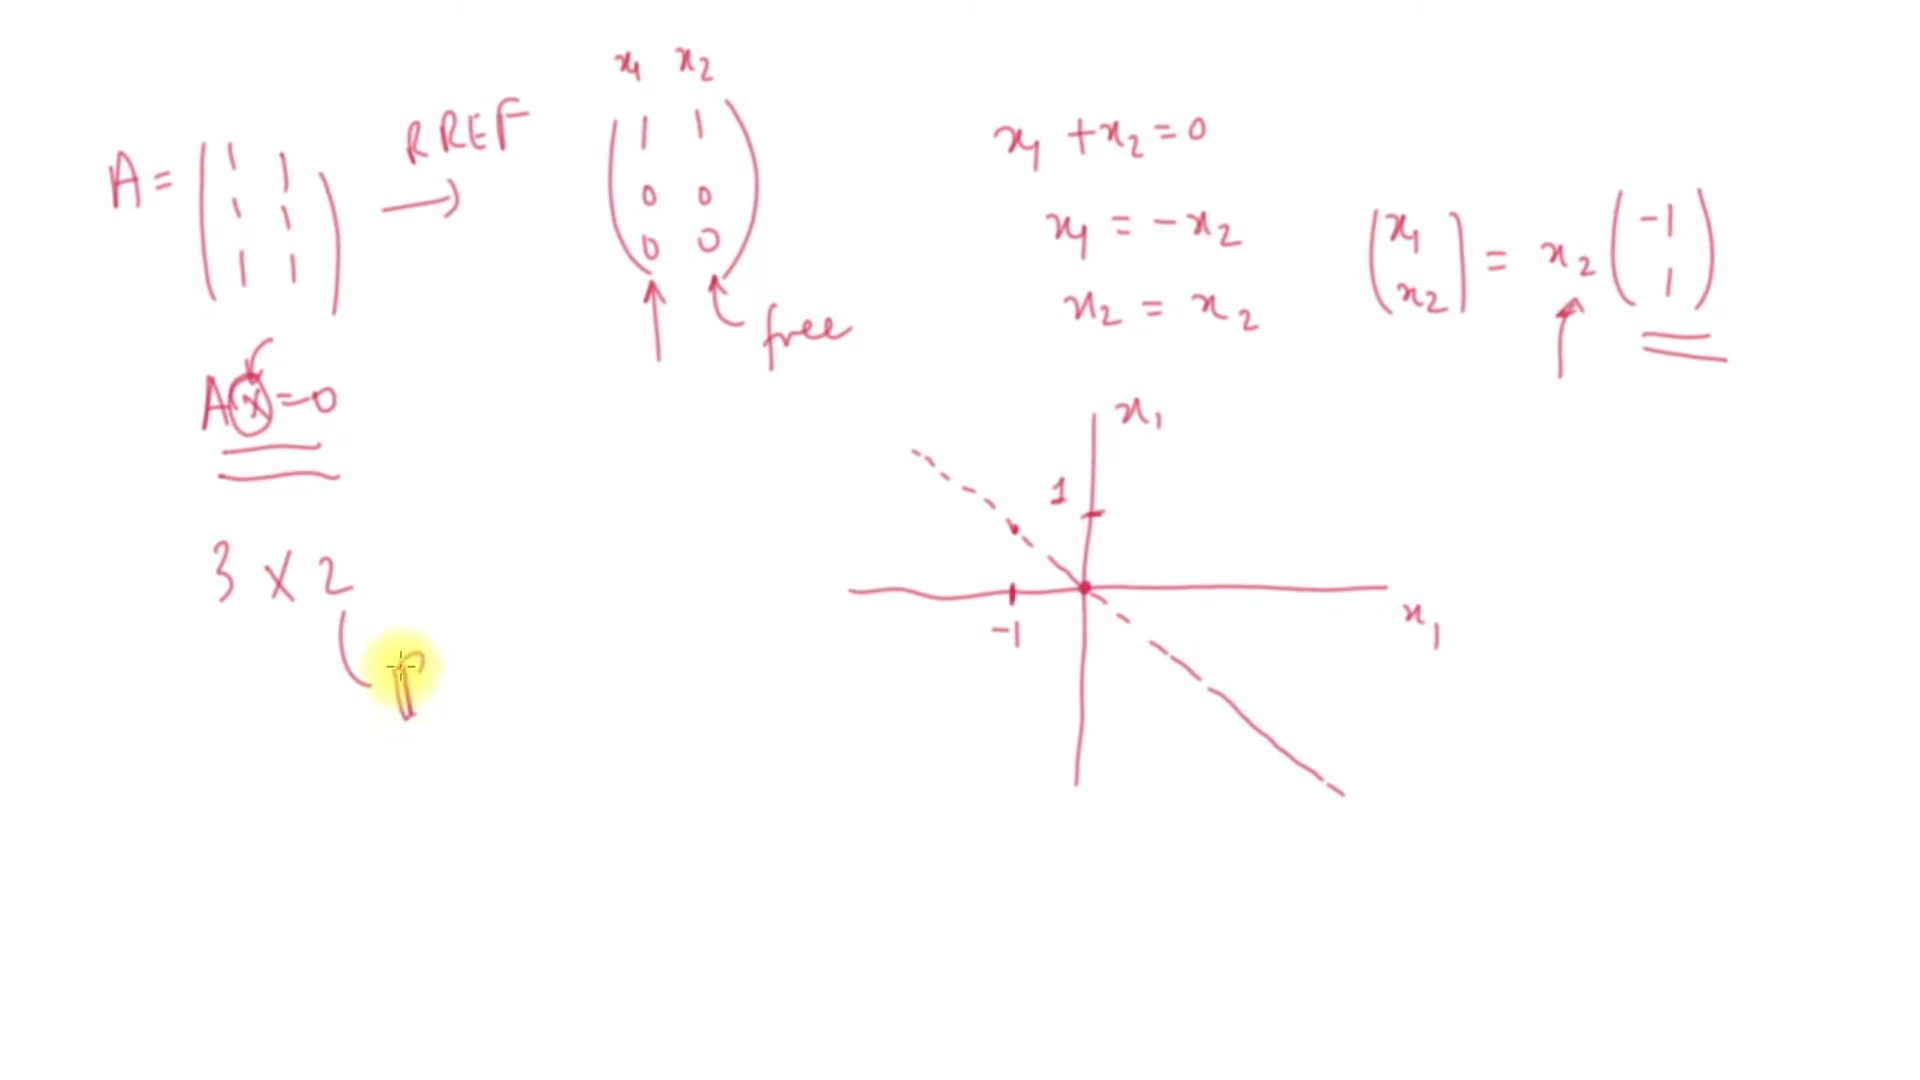 x1 x2
A = ( 1 1
1 1
1 1 )
RREF →
( 1 1
0 0
0 0 )
free
Ax = 0
3 x 2
x1 + x2 = 0
x1 = - x2
x2 = x2
( x1
x2 ) = x2 ( -1
1 )
x1
1
-1
x1